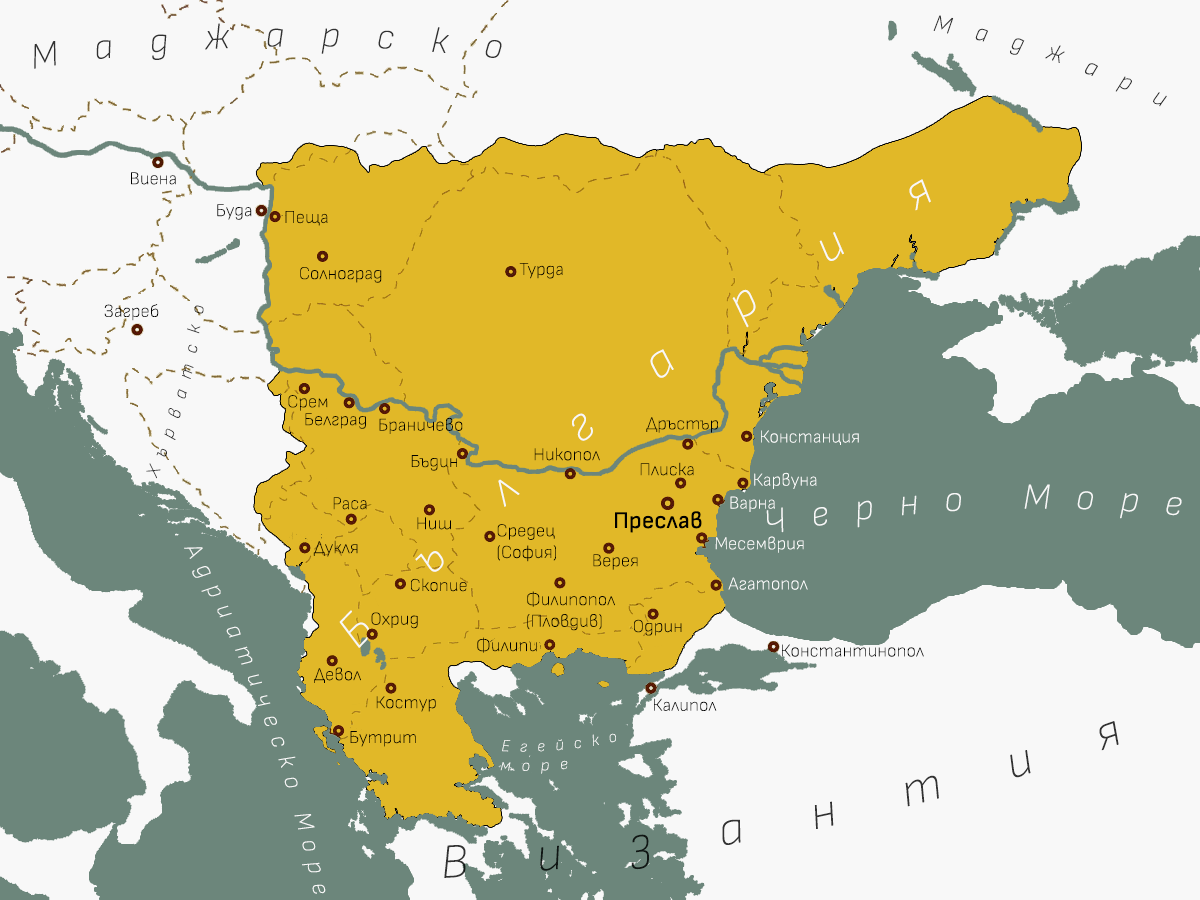 Маджарско
Маджари
Виена
Буда
Пеща
Солноград
Турда
Загреб
Хърватско
България
Срем
Белград
Браничево
Бъдин
Никопол
Дръстър
Констанция
Плиска
Карвуна
Варна
Преслав
Черно Море
Месемврия
Раса
Ниш
Средец
(София)
Верея
Дукля
Скопие
Филипопол
(Пловдив)
Агатопол
Одрин
Охрид
Филипи
Константинопол
Девол
Костур
Калипол
Бутрит
Егейско
море
Адриатическо Море
Византия